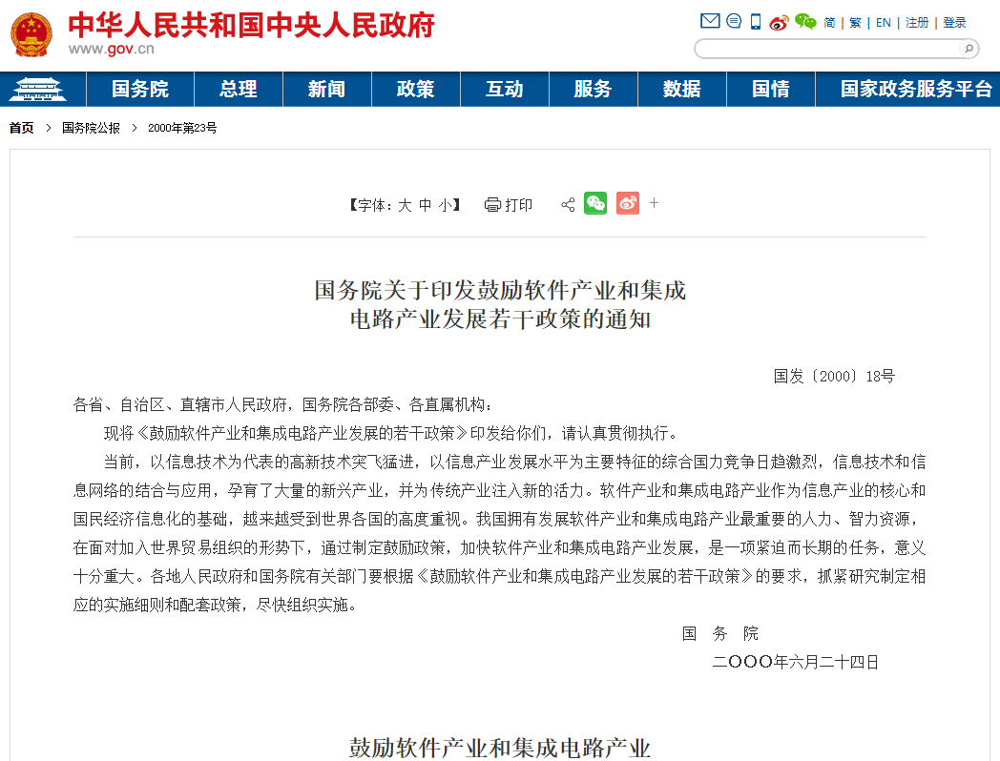 中华人民共和国中央人民政府
www.gov.cn
简 | 繁 | EN | 注册 | 登录
国务院 总理 新闻 政策 互动 服务 数据 国情 国家政务服务平台
首页 > 国务院公报 > 2000年第23号
【字体：大 中 小】 打印 +
国务院关于印发鼓励软件产业和集成
电路产业发展若干政策的通知
国发〔2000〕18号
各省、自治区、直辖市人民政府，国务院各部委、各直属机构：
现将《鼓励软件产业和集成电路产业发展的若干政策》印发给你们，请认真贯彻执行。
当前，以信息技术为代表的高新技术突飞猛进，以信息产业发展水平为主要特征的综合国力竞争日趋激烈，信息技术和信
息网络的结合与应用，孕育了大量的新兴产业，并为传统产业注入新的活力。软件产业和集成电路产业作为信息产业的核心和
国民经济信息化的基础，越来越受到世界各国的高度重视。我国拥有发展软件产业和集成电路产业最重要的人力、智力资源，
在面对加入世界贸易组织的形势下，通过制定鼓励政策，加快软件产业和集成电路产业发展，是一项紧迫而长期的任务，意义
十分重大。各地人民政府和国务院有关部门要根据《鼓励软件产业和集成电路产业发展的若干政策》的要求，抓紧研究制定相
应的实施细则和配套政策，尽快组织实施。
国 务 院
二〇〇〇年六月二十四日
鼓励软件产业和集成电路产业